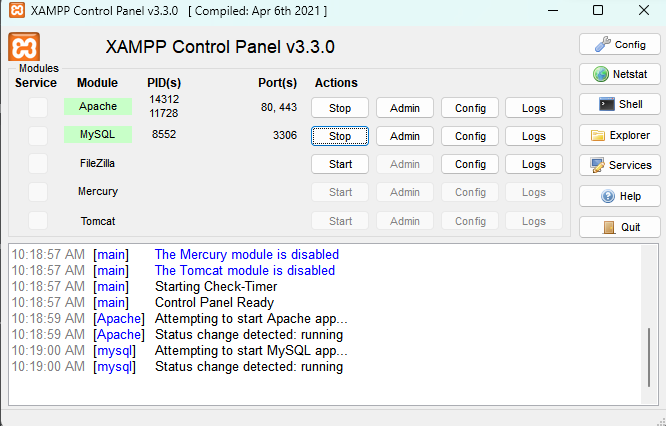 XAMPP Control Panel v3.3.0 [ Compiled: Apr 6th 2021 ]
XAMPP Control Panel v3.3.0
Config
Modules
Service Module PID(s) Port(s) Actions
Netstat
Apache 14312 11728 80, 443 Stop Admin Config Logs
Shell
MySQL 8552 3306 Stop Admin Config Logs
Explorer
FileZilla Start Admin Config Logs
Services
Mercury Start Admin Config Logs
Help
Tomcat Start Admin Config Logs
Quit
10:18:57 AM [main] The Mercury module is disabled
10:18:57 AM [main] The Tomcat module is disabled
10:18:57 AM [main] Starting Check-Timer
10:18:57 AM [main] Control Panel Ready
10:18:59 AM [Apache] Attempting to start Apache app...
10:18:59 AM [Apache] Status change detected: running
10:19:00 AM [mysql] Attempting to start MySQL app...
10:19:00 AM [mysql] Status change detected: running